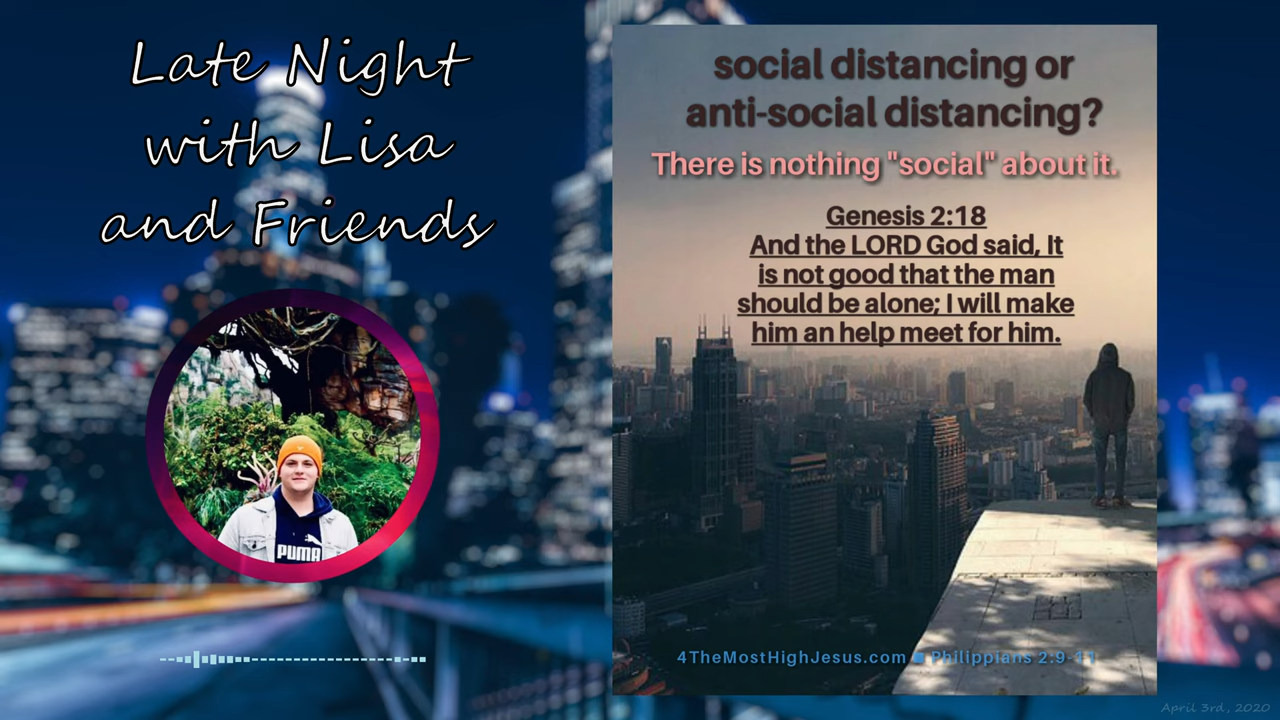 Late Night
with Lisa
and Friends
PUMA
social distancing or
anti-social distancing?
There is nothing "social" about it.
Genesis 2:18
And the LORD God said, It
is not good that the man
should be alone; I will make
him an help meet for him.
4TheMostHighJesus.com ■ Philippians 2:9-11
April 3rd, 2020